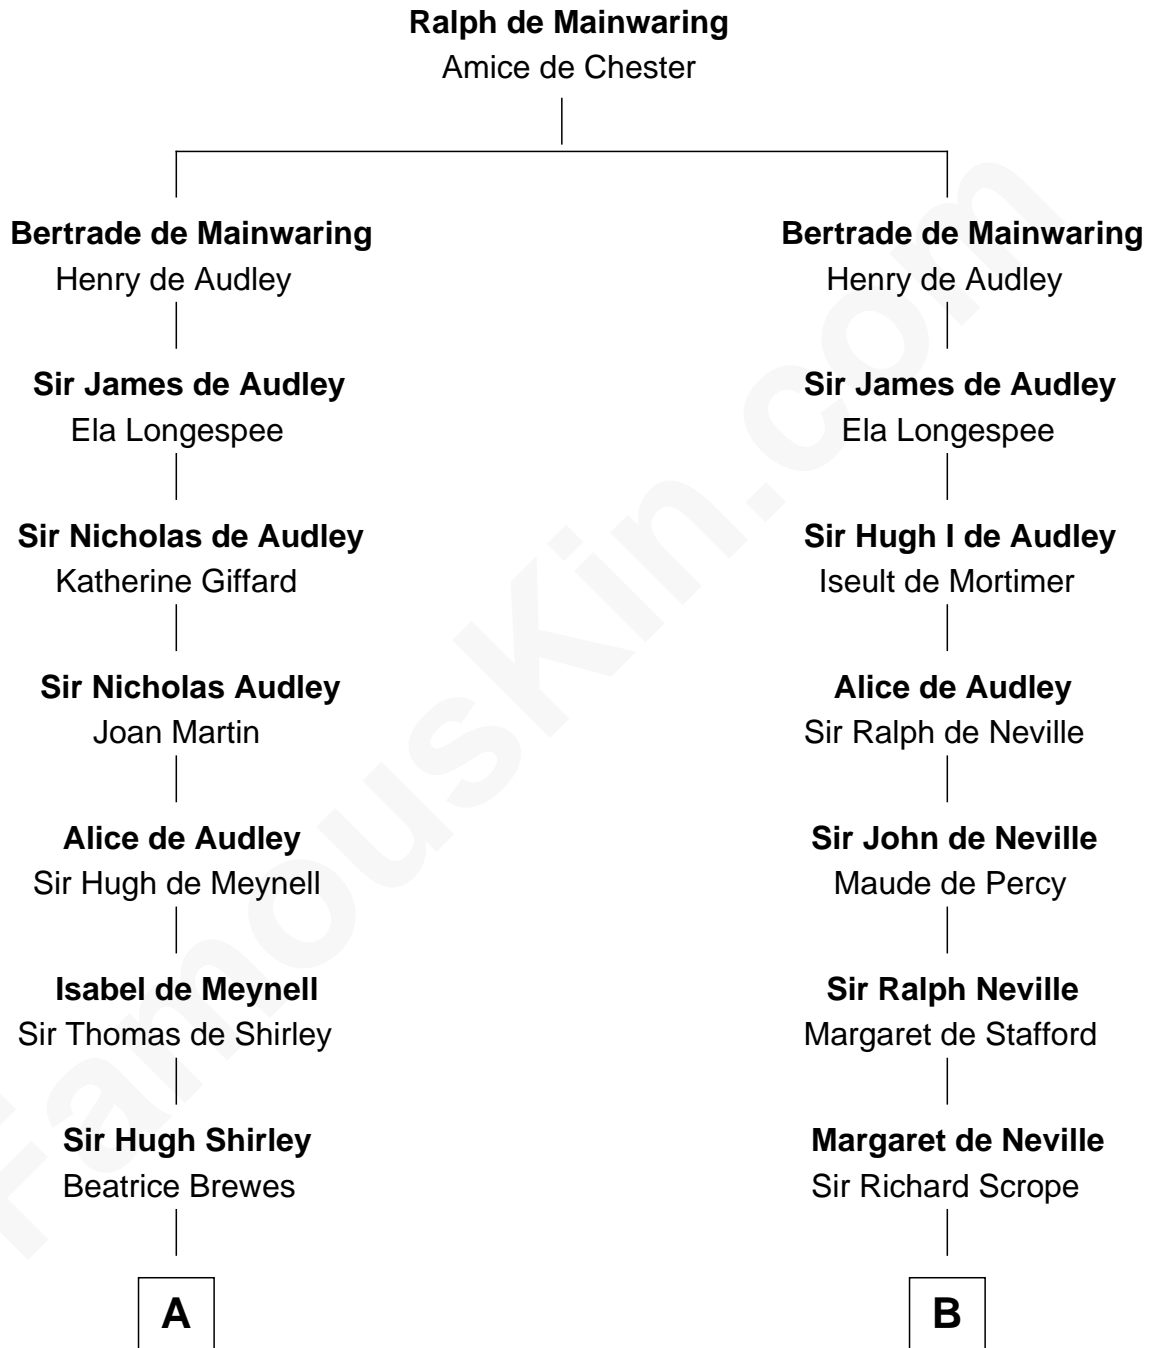 Ralph de Mainwaring
Amice de Chester
Bertrade de Mainwaring
Henry de Audley
Sir James de Audley
Ela Longespee
Sir Nicholas de Audley
Katherine Giffard
Sir Nicholas Audley
Joan Martin
Alice de Audley
Sir Hugh de Meynell
Isabel de Meynell
Sir Thomas de Shirley
Sir Hugh Shirley
Beatrice Brewes
A
Bertrade de Mainwaring
Henry de Audley
Sir James de Audley
Ela Longespee
Sir Hugh I de Audley
Iseult de Mortimer
Alice de Audley
Sir Ralph de Neville
Sir John de Neville
Maude de Percy
Sir Ralph Neville
Margaret de Stafford
Margaret de Neville
Sir Richard Scrope
B
FamousKin.com